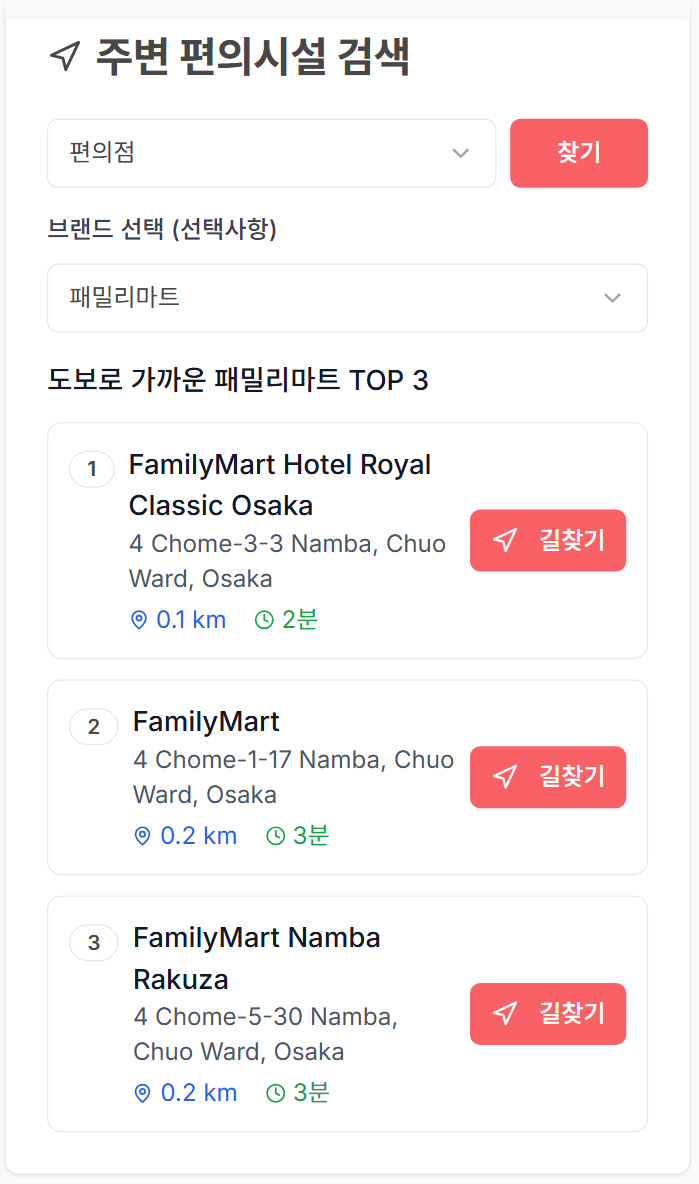 주변 편의시설 검색
편의점
찾기
브랜드 선택 (선택사항)
패밀리마트
도보로 가까운 패밀리마트 TOP 3
1
FamilyMart Hotel Royal
Classic Osaka
4 Chome-3-3 Namba, Chuo
Ward, Osaka
0.1 km 2분
길찾기
2
FamilyMart
4 Chome-1-17 Namba, Chuo
Ward, Osaka
0.2 km 3분
길찾기
3
FamilyMart Namba
Rakuza
4 Chome-5-30 Namba,
Chuo Ward, Osaka
0.2 km 3분
길찾기